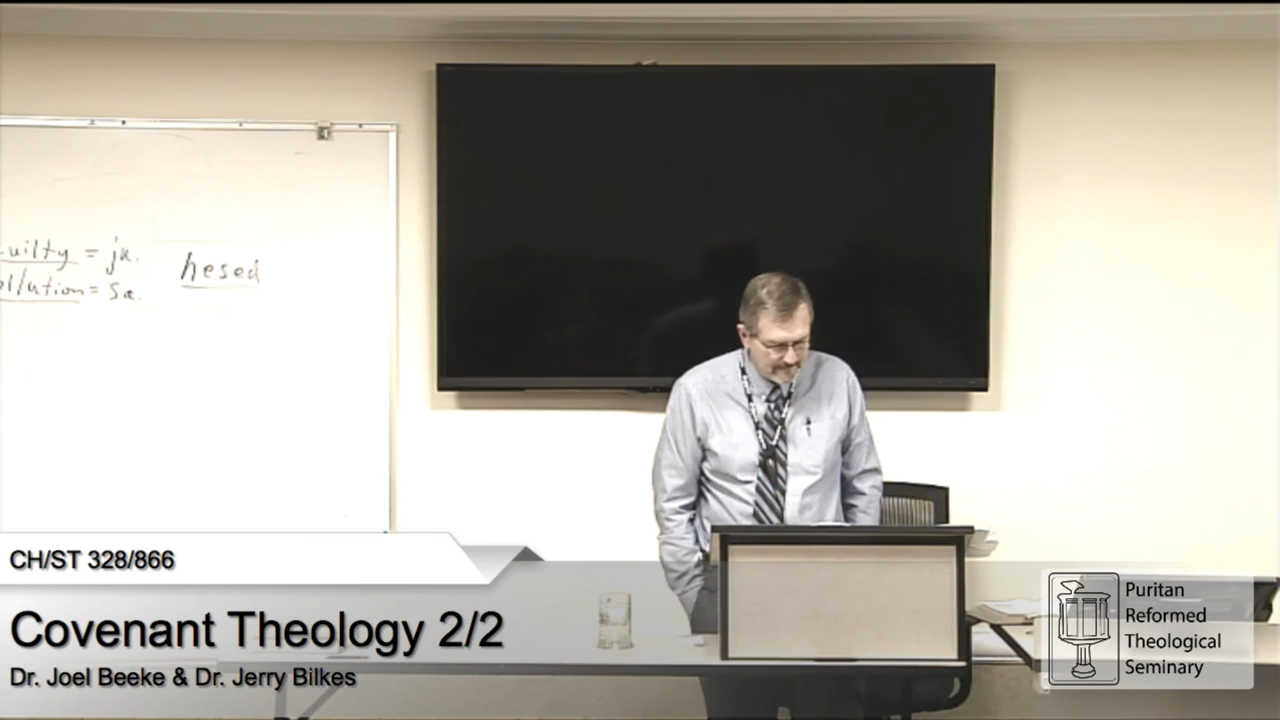 uilty = ju.
ollution = sa.
hesed
CH/ST 328/866
Covenant Theology 2/2
Dr. Joel Beeke & Dr. Jerry Bilkes
Puritan
Reformed
Theological
Seminary